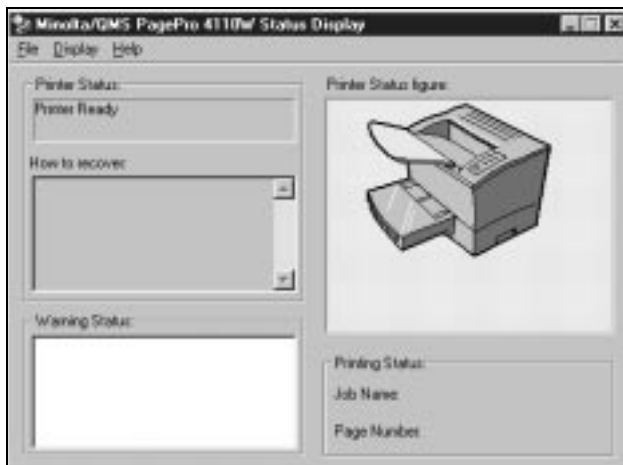 Minolta/QMS PagePro 4110W Status Display
File Display Help
Printer Status:
Printer Ready
How to recover:
Warning Status:
Printer Status figure:
Printing Status:
Job Name:
Page Number: